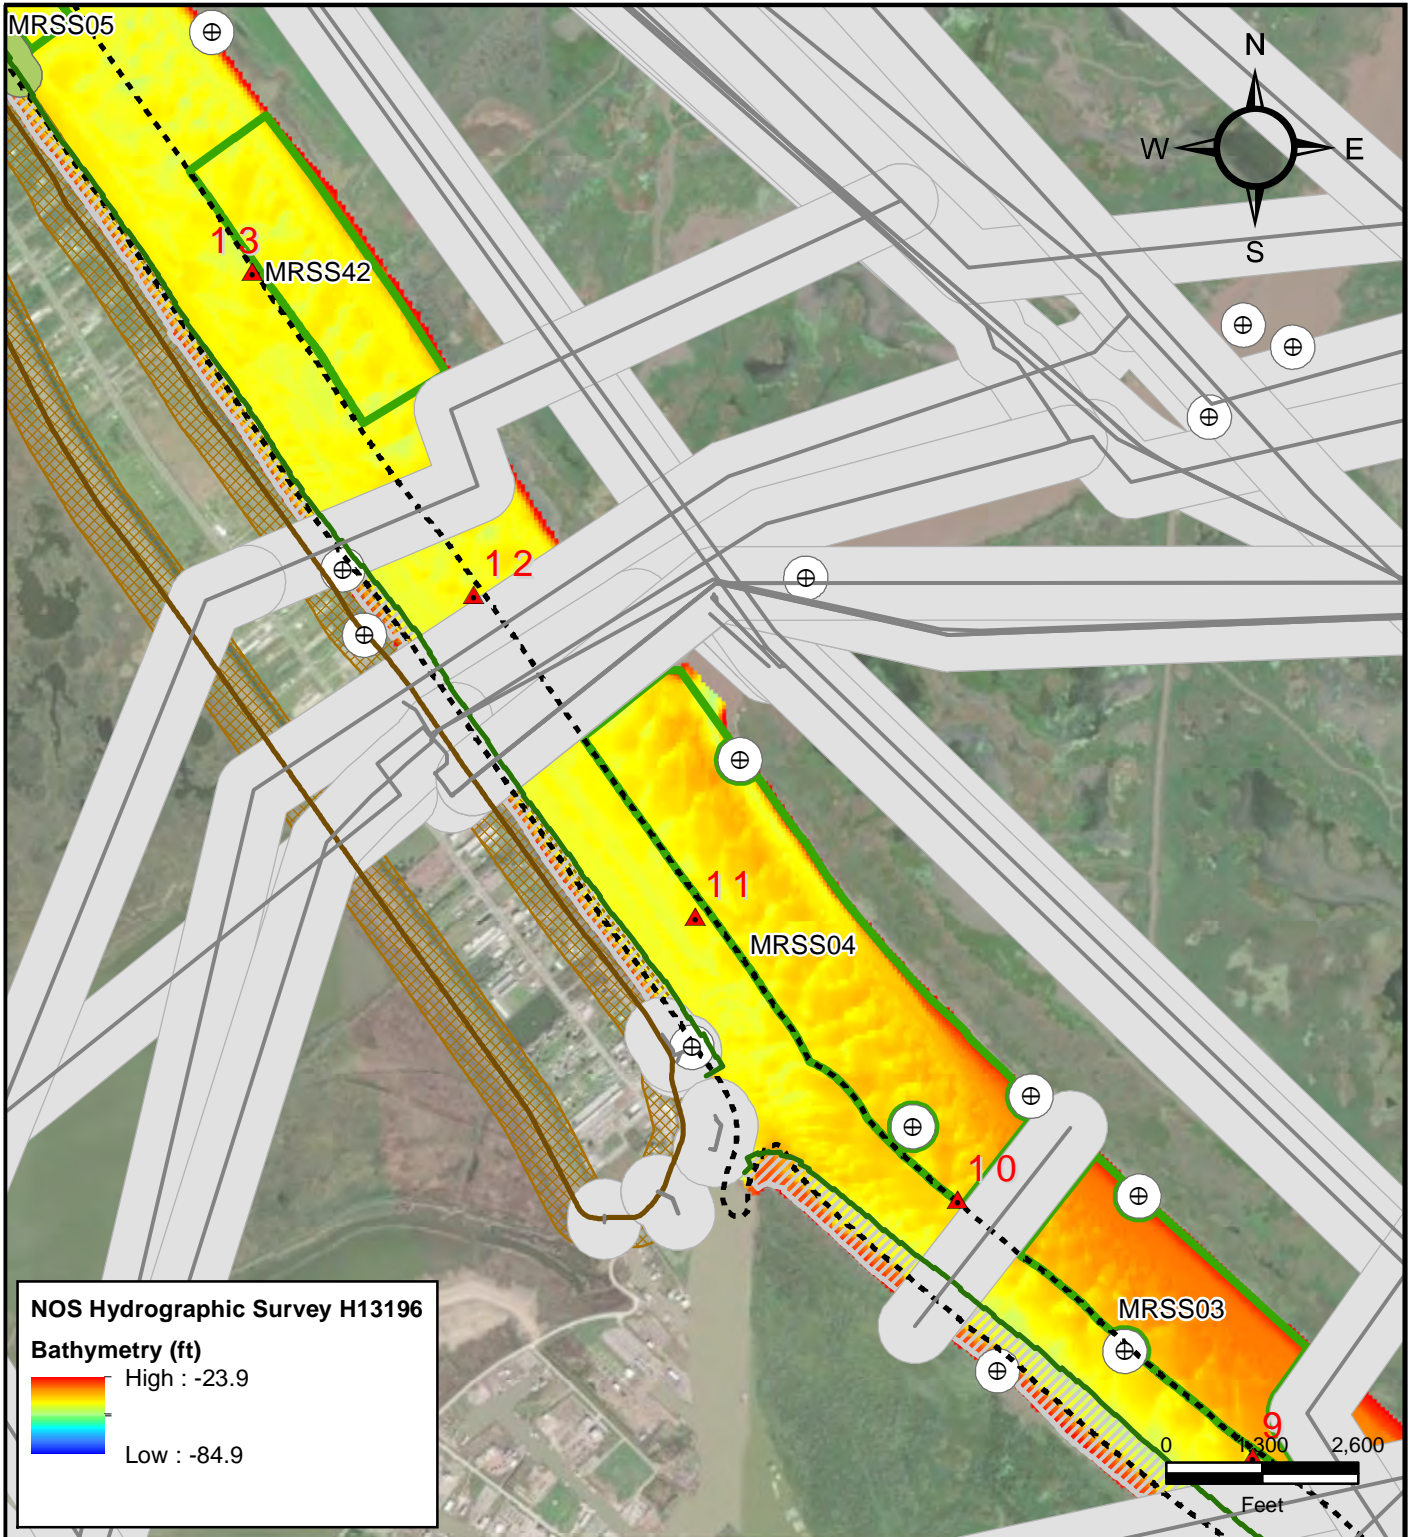 MRSS05
N
W
E
S
13
MRSS42
12
11
MRSS04
10
MRSS03
9
0 1,300 2,600
Feet
NOS Hydrographic Survey H13196
Bathymetry (ft)
High : -23.9
Low : -84.9